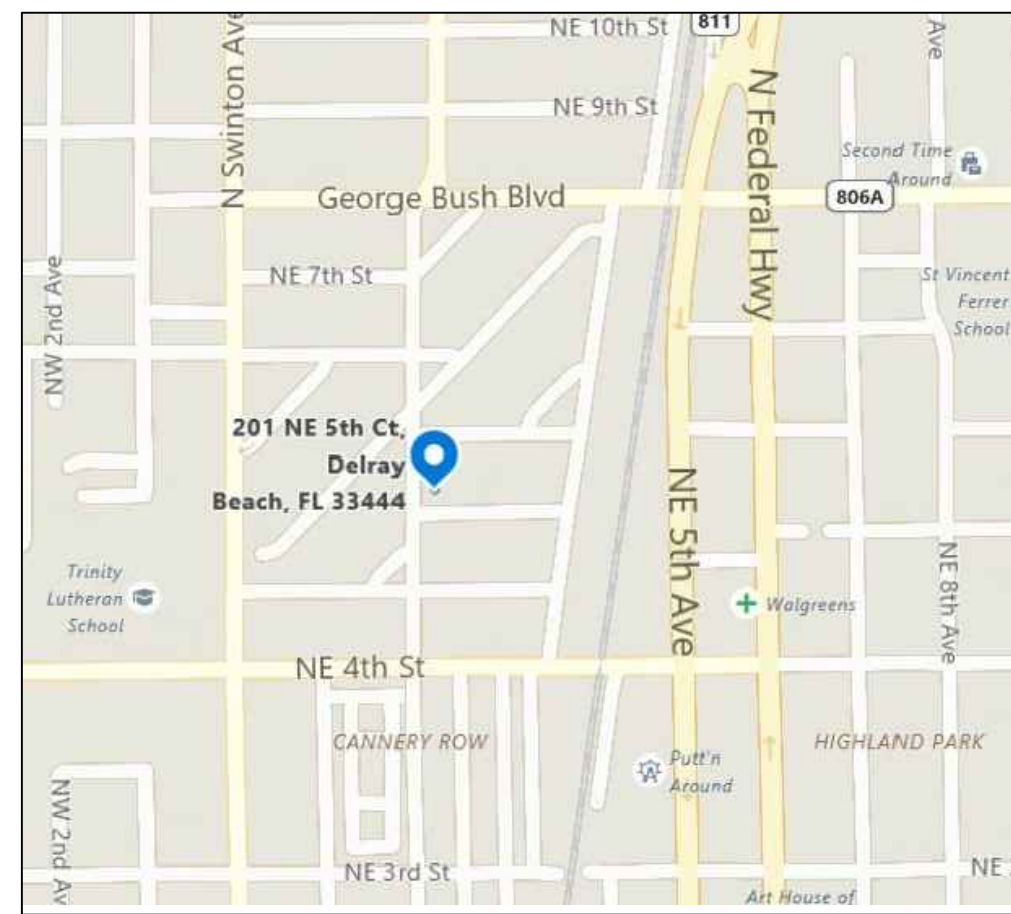 NE 10th St
811
Ave
N Swinton Ave
N Federal Hwy
NE 9th St
Second Time
Around
George Bush Blvd
806A
NW 2nd Ave
NE 7th St
St Vincent
Ferrer
School
201 NE 5th Ct,
Delray
Beach, FL 33444
NE 5th Ave
NE 8th Ave
Trinity
Lutheran
School
Walgreens
NE 4th St
CANNERY ROW
HIGHLAND PARK
Putt'n
Around
NW 2nd Av
NE 3rd St
NE
Art House of